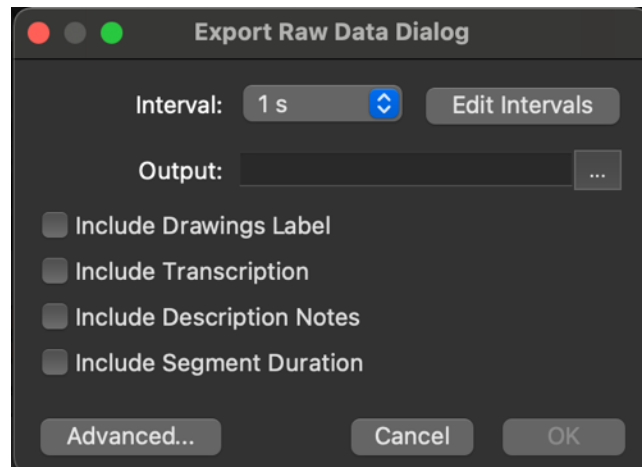 Export Raw Data Dialog
Interval: 1 s Edit Intervals
Output: ...
Include Drawings Label
Include Transcription
Include Description Notes
Include Segment Duration
Advanced... Cancel OK